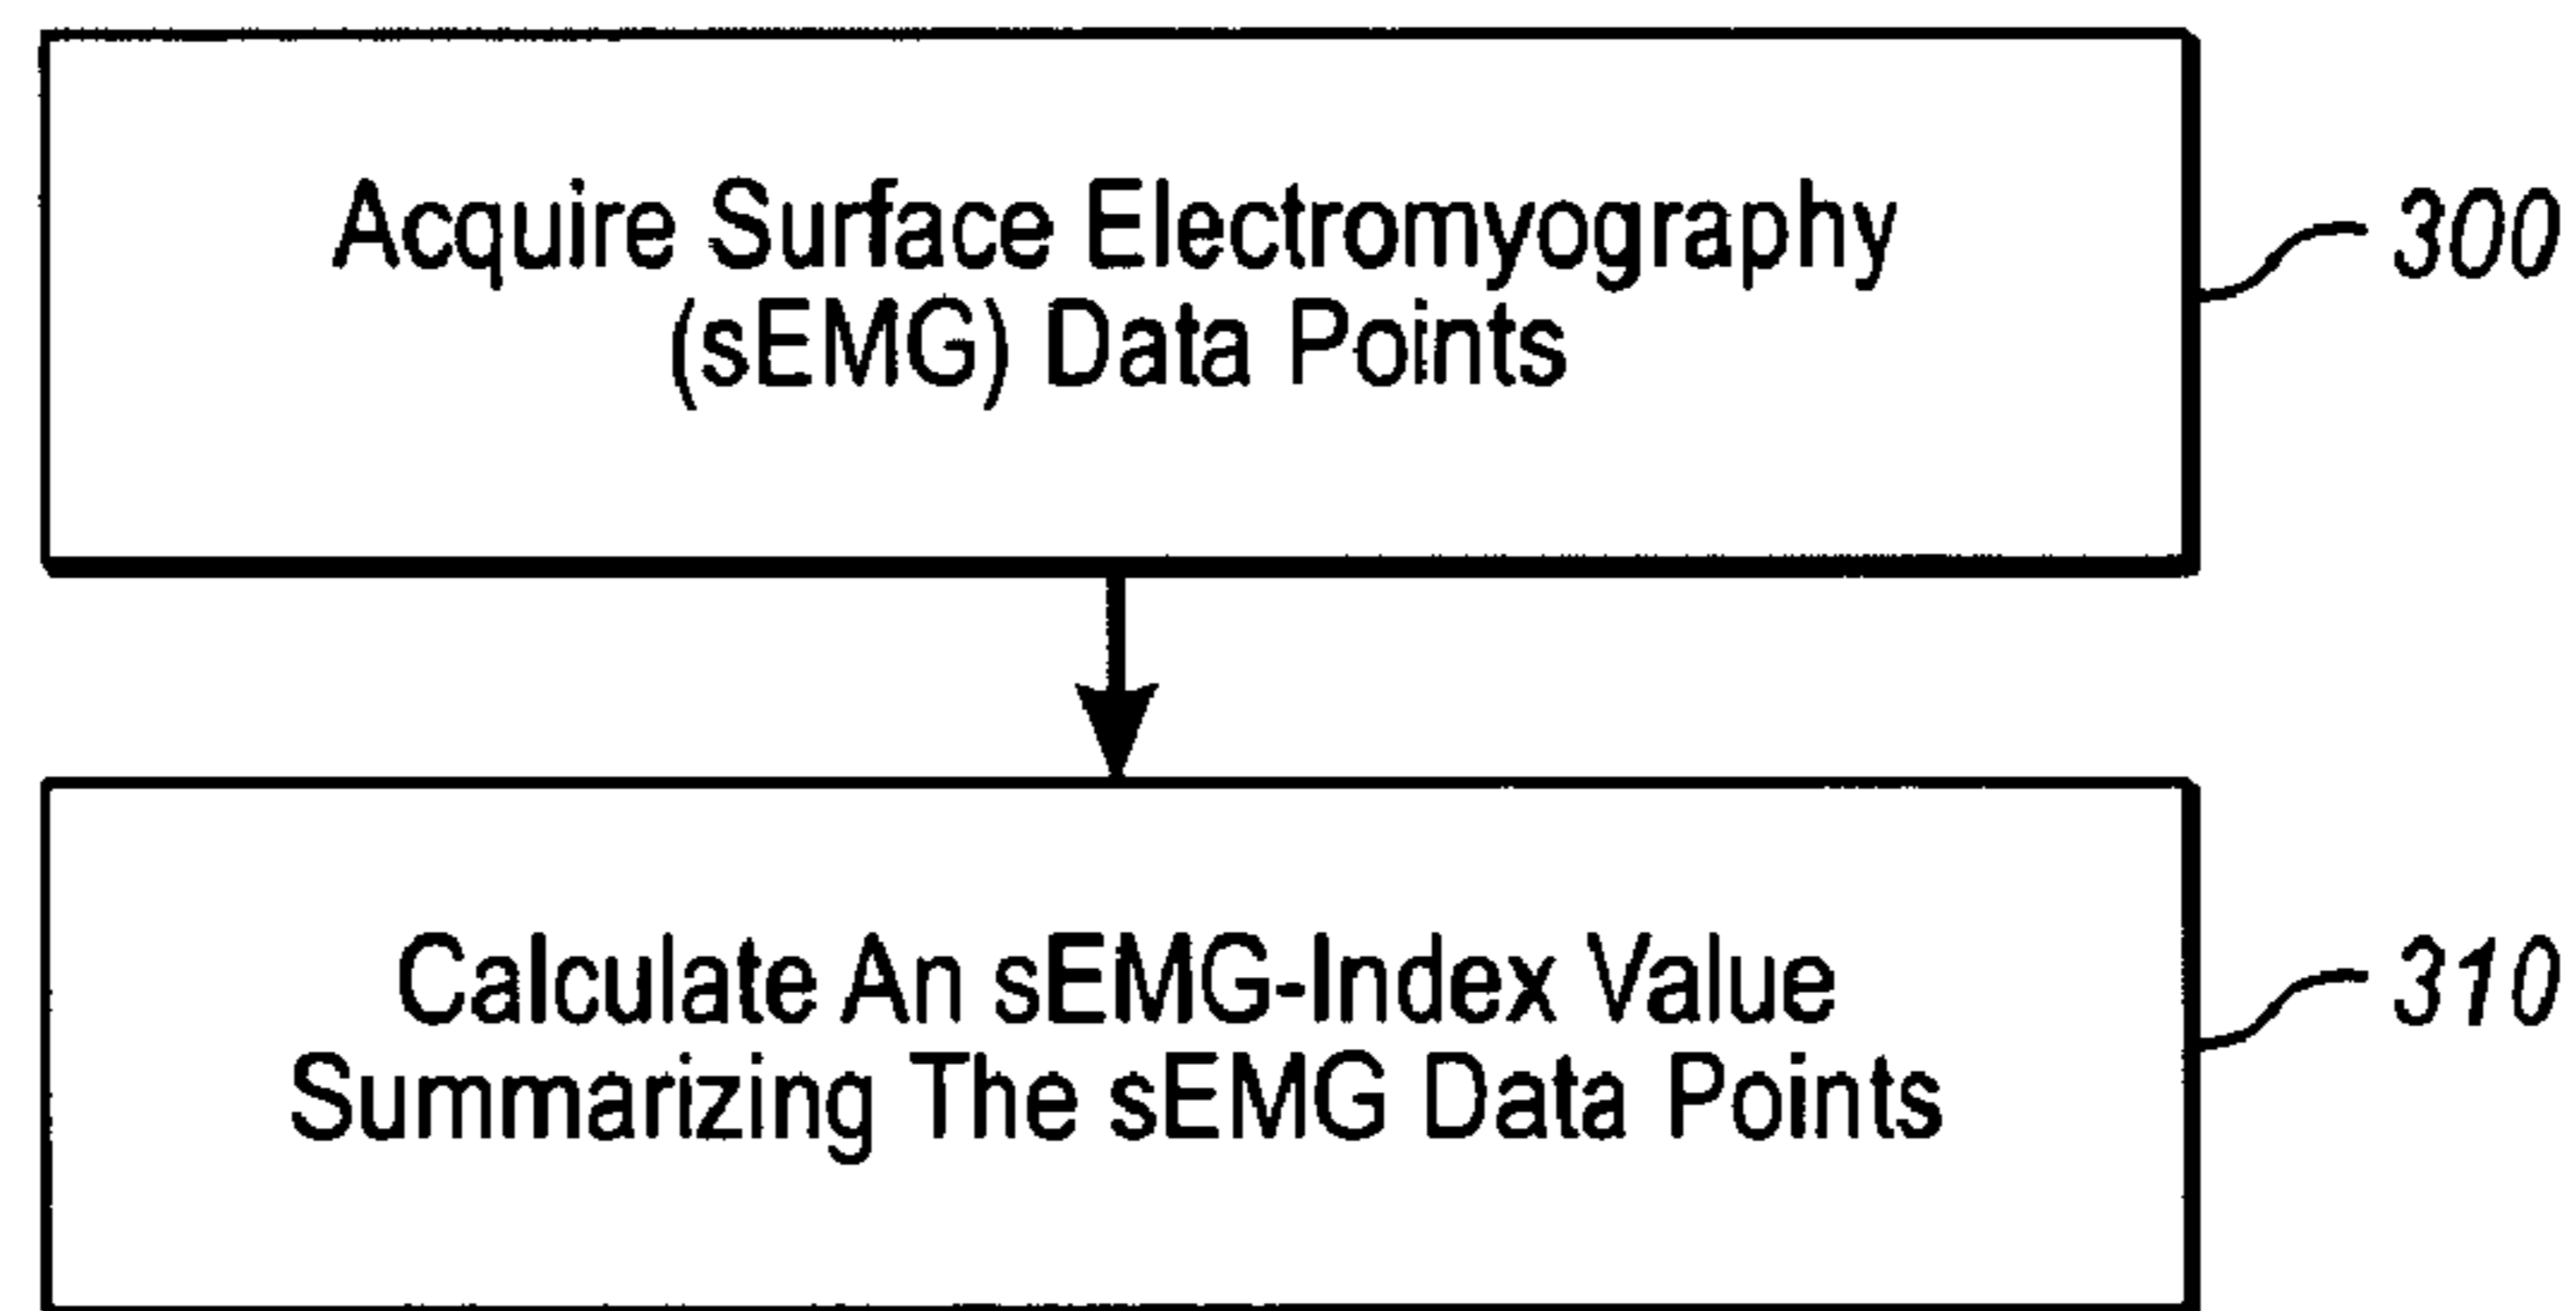 Acquire Surface Electromyography
(sEMG) Data Points
300
Calculate An sEMG-Index Value
Summarizing The sEMG Data Points
310